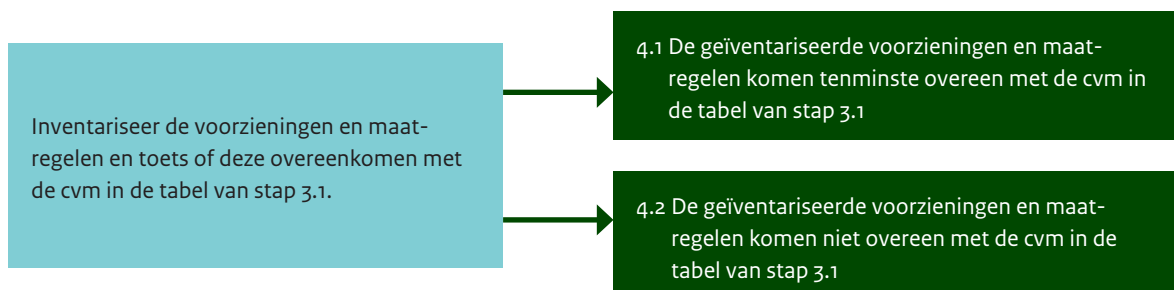 Inventariseer de voorzieningen en maat-
regelen en toets of deze overeenkomen met
de cvm in de tabel van stap 3.1.
4.1 De geïventariseerde voorzieningen en maat-
regelen komen tenminste overeen met de cvm in
de tabel van stap 3.1
4.2 De geïventariseerde voorzieningen en maat-
regelen komen niet overeen met de cvm in de
tabel van stap 3.1